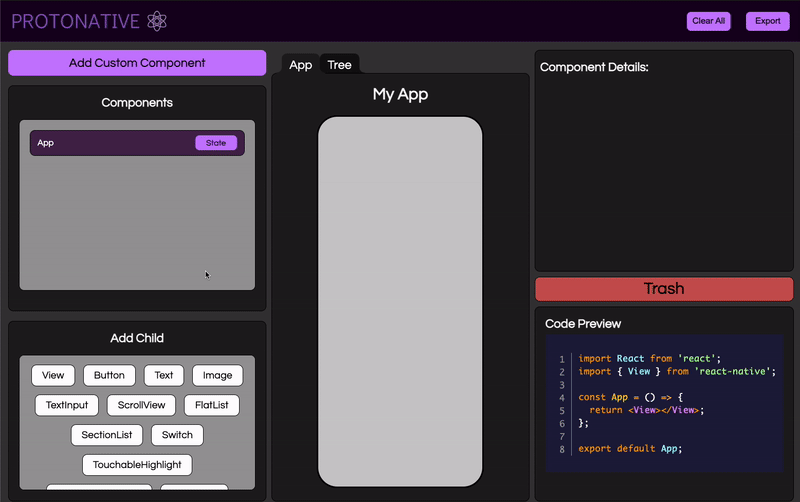 PROTONATIVE
Clear All
Export
Add Custom Component
Components
App
State
Add Child
View
Button
Text
Image
TextInput
ScrollView
FlatList
SectionList
Switch
TouchableHighlight
App
Tree
My App
Component Details:
Trash
Code Preview
1 import React from 'react';
2 import { View } from 'react-native';
3
4 const App = () => {
5 return <View></View>;
6 };
7
8 export default App;